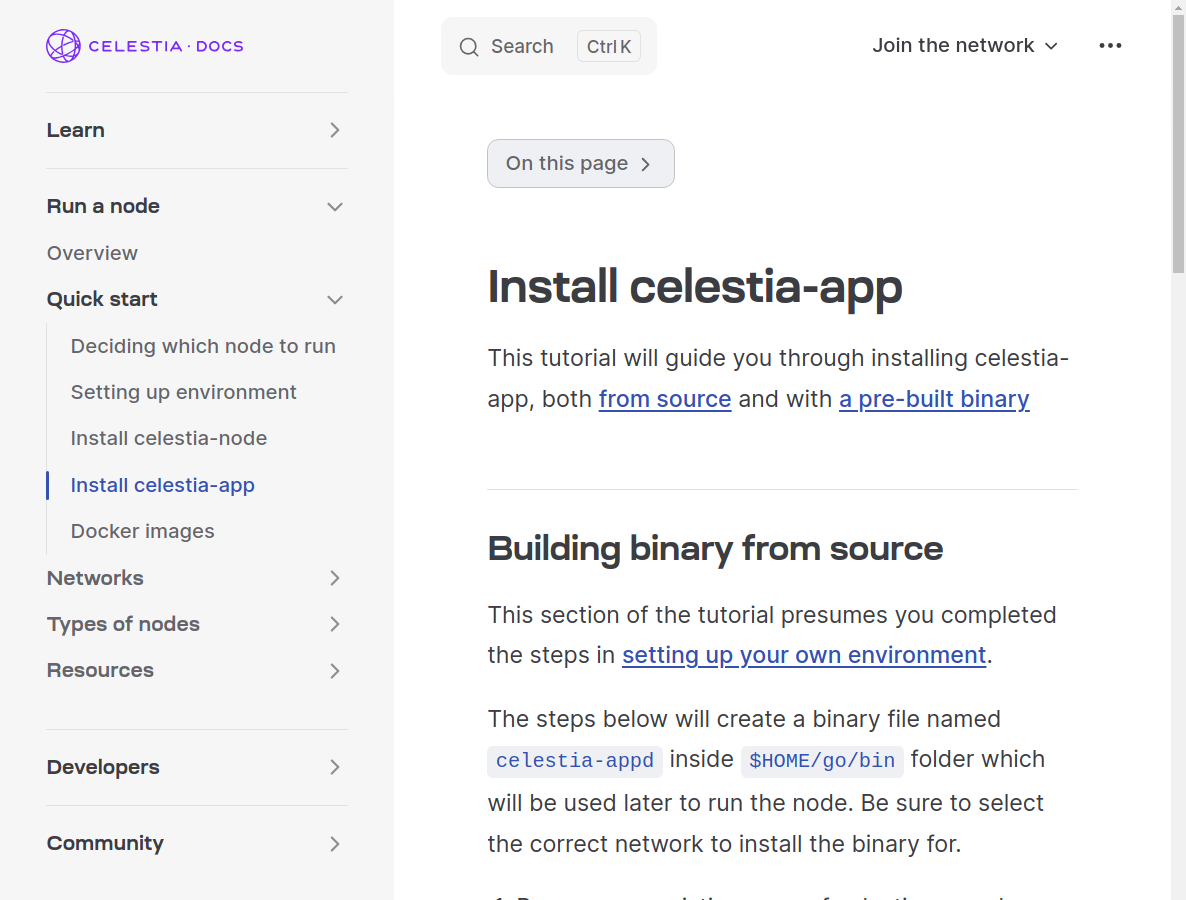 CELESTIA · DOCS
Learn
Run a node
Overview
Quick start
Deciding which node to run
Setting up environment
Install celestia-node
Install celestia-app
Docker images
Networks
Types of nodes
Resources
Developers
Community
Search
Ctrl K
Join the network
On this page
Install celestia-app
This tutorial will guide you through installing celestia-
app, both from source and with a pre-built binary
Building binary from source
This section of the tutorial presumes you completed
the steps in setting up your own environment.
The steps below will create a binary file named
celestia-appd inside $HOME/go/bin folder which
will be used later to run the node. Be sure to select
the correct network to install the binary for.